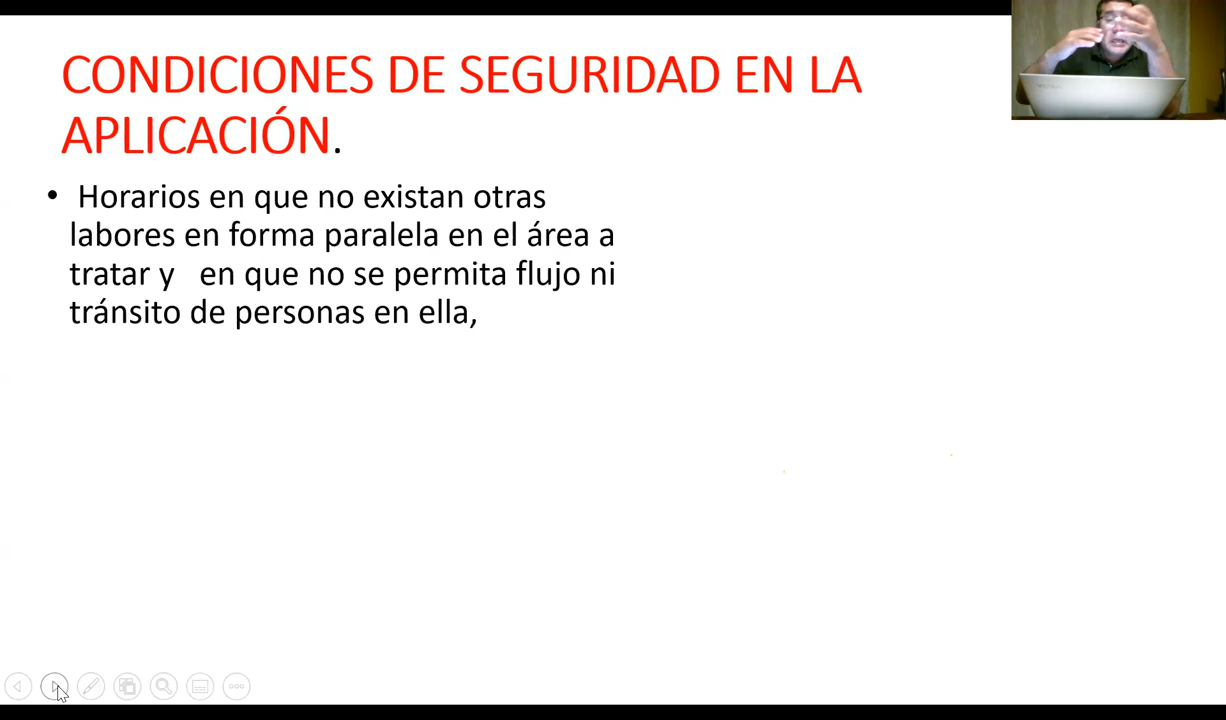 CONDICIONES DE SEGURIDAD EN LA
APLICACIÓN.
• Horarios en que no existan otras
labores en forma paralela en el área a
tratar y en que no se permita flujo ni
tránsito de personas en ella,